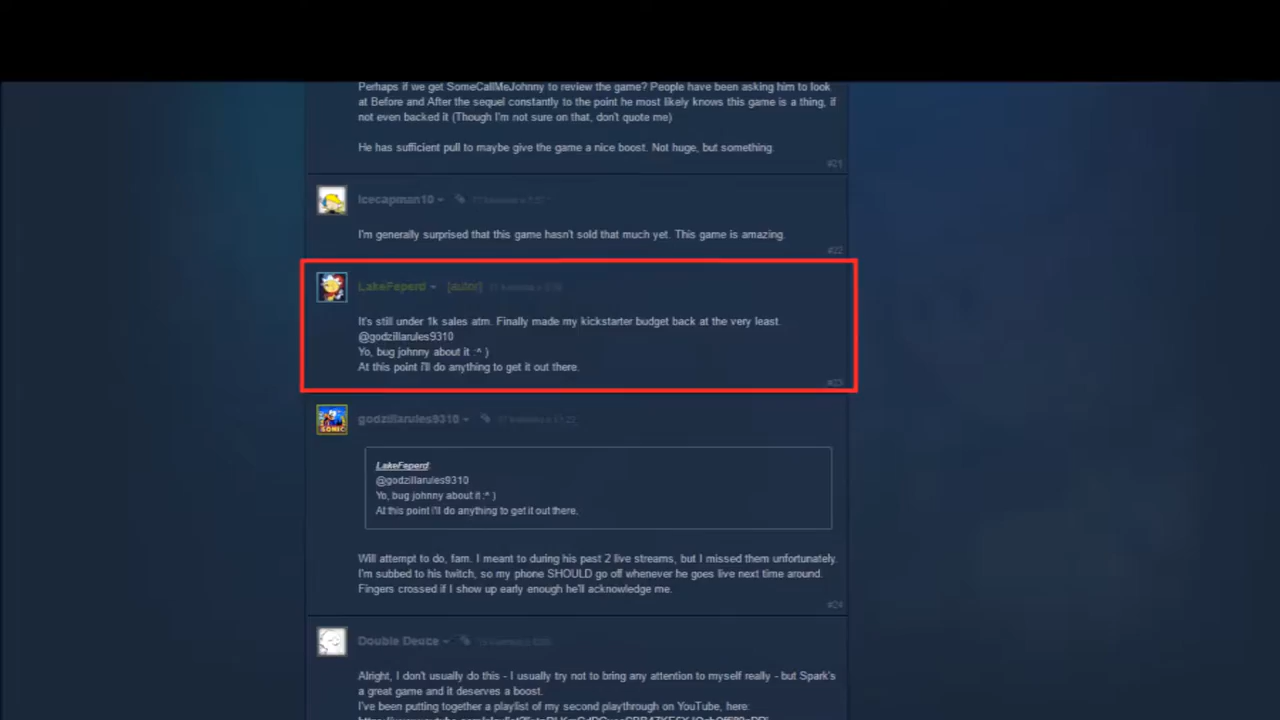 Perhaps if we get SomeCallMeJohnny to review the game? People have been asking him to look
at Before and After the sequel constantly to the point he most likely knows this game is a thing, if
not even backed it (Though I'm not sure on that, don't quote me)
He has sufficient pull to maybe give the game a nice boost. Not huge, but something.
#21
Icecapman10
I'm generally surprised that this game hasn't sold that much yet. This game is amazing.
#22
LakeFeperd [autor]
It's still under 1k sales atm. Finally made my kickstarter budget back at the very least.
@godzillarules9310
Yo, bug johnny about it :^ )
At this point i'll do anything to get it out there.
#23
godzillarules9310
LakeFeperd
@godzillarules9310
Yo, bug johnny about it :^ )
At this point i'll do anything to get it out there.
Will attempt to do, fam. I meant to during his past 2 live streams, but I missed them unfortunately.
I'm subbed to his twitch, so my phone SHOULD go off whenever he goes live next time around.
Fingers crossed if I show up early enough he'll acknowledge me.
#24
Double Deuce
Alright, I don't usually do this - I usually try not to bring any attention to myself really - but Spark's
a great game and it deserves a boost.
I've been putting together a playlist of my second playthrough on YouTube, here: